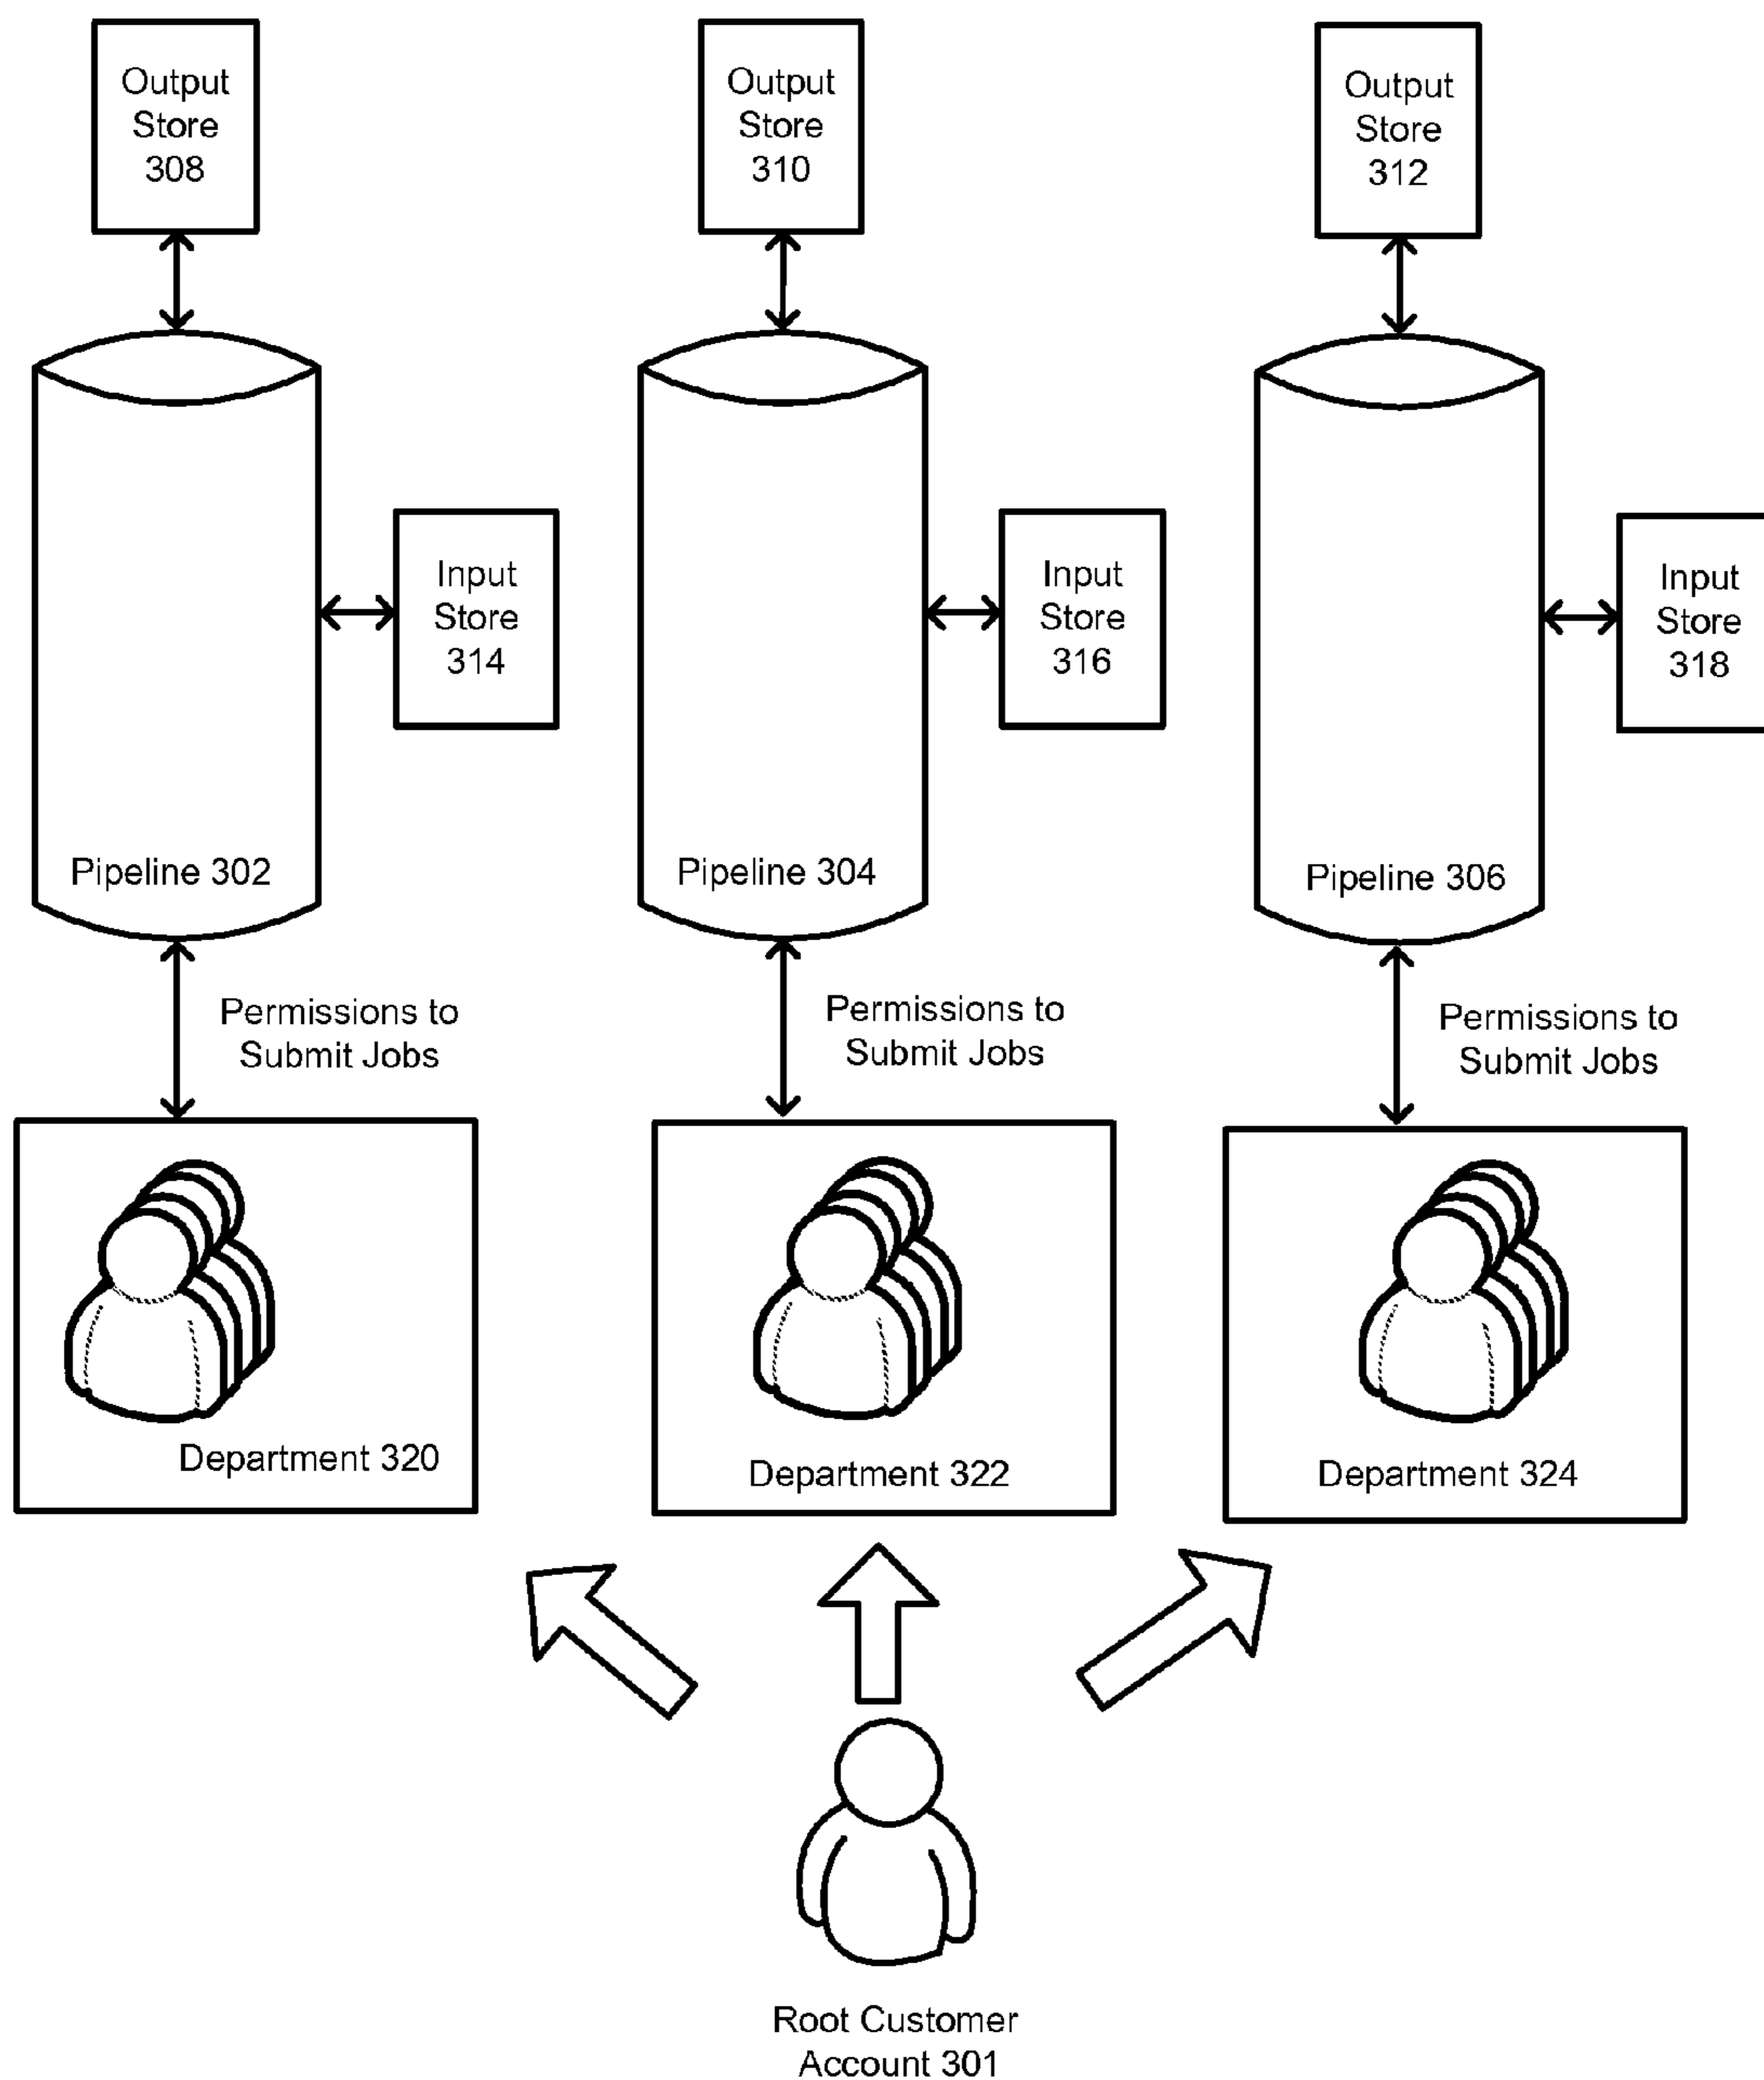 Output
Store
308
Output
Store
310
Output
Store
312
Input
Store
314
Input
Store
316
Input
Store
318
Pipeline 302
Pipeline 304
Pipeline 306
Permissions to
Submit Jobs
Permissions to
Submit Jobs
Permissions to
Submit Jobs
Department 320
Department 322
Department 324
Root Customer
Account 301